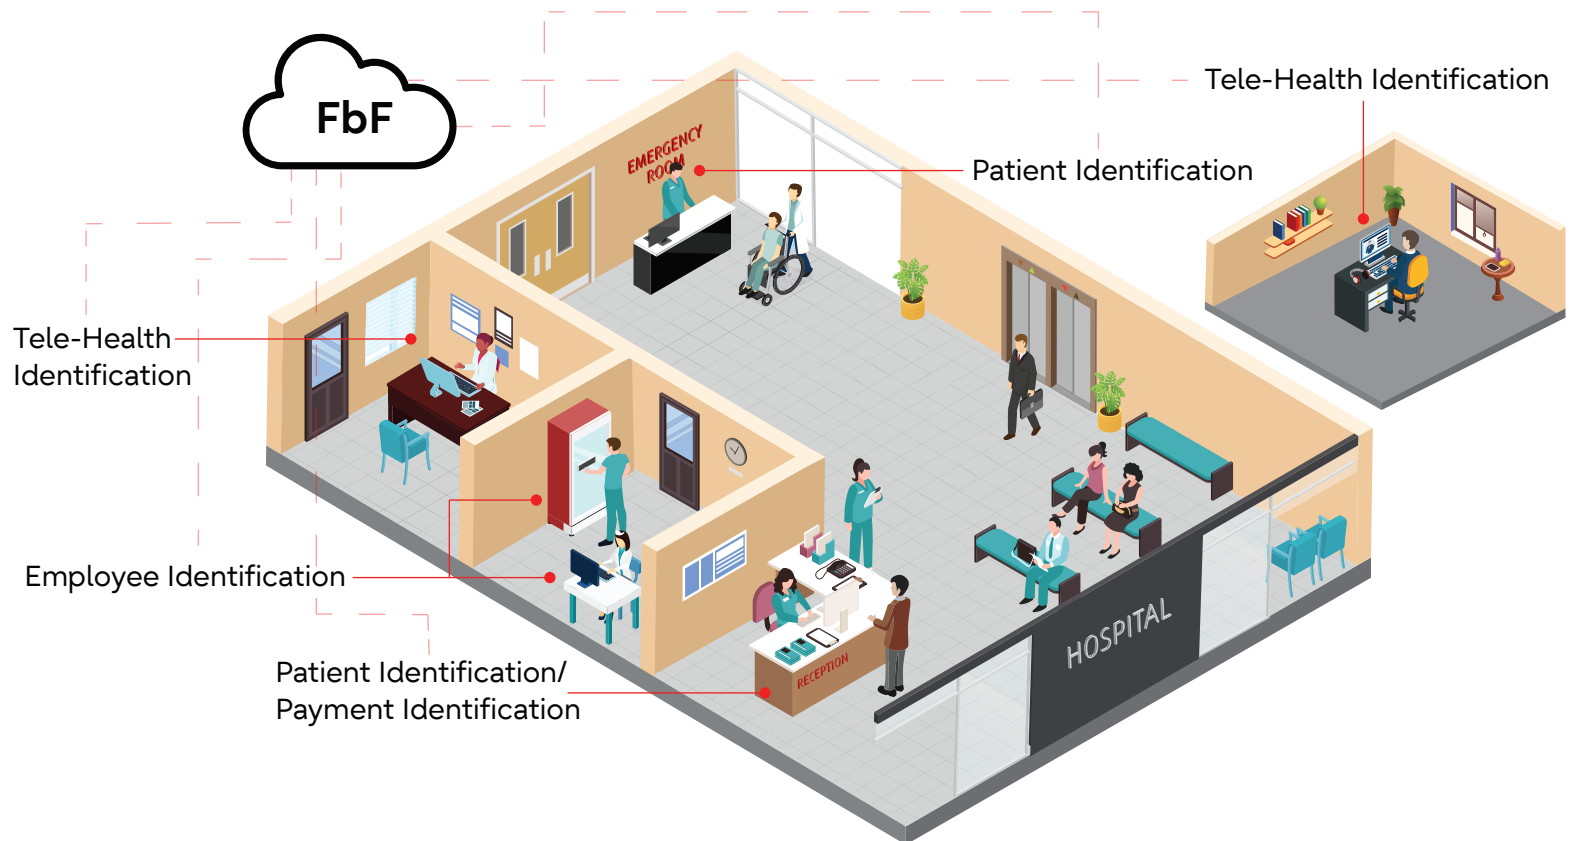 FbF
Tele-Health Identification
EMERGENCY
ROOM
Patient Identification
Tele-Health
Identification
Employee Identification
HOSPITAL
RECEPTION
Patient Identification/
Payment Identification